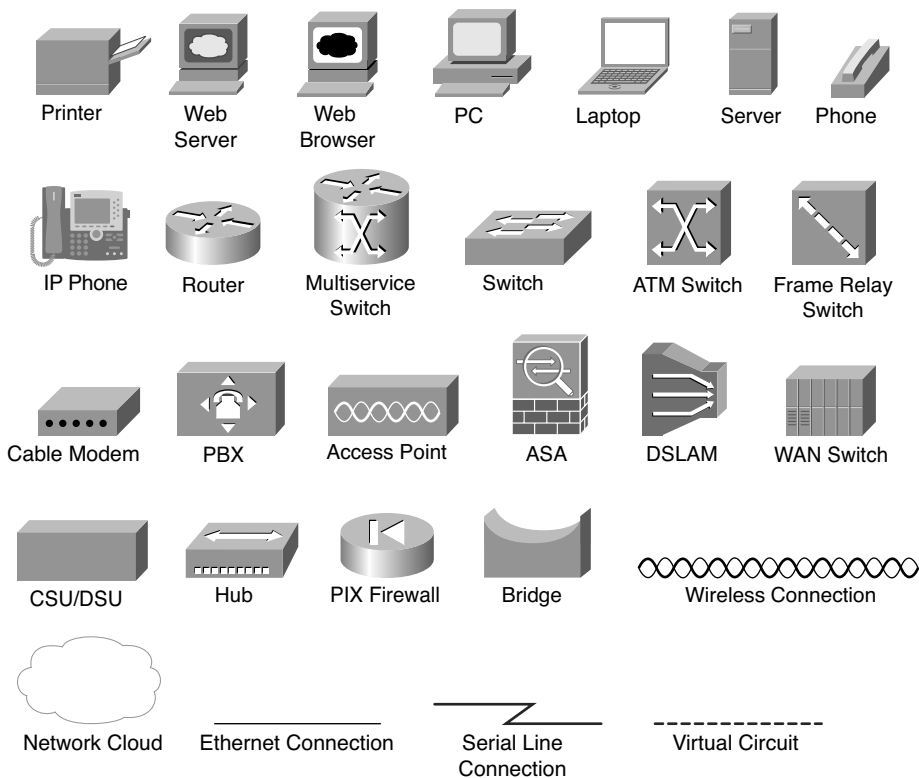 Printer
Web
Server
Web
Browser
PC
Laptop
Server
Phone
IP Phone
Router
Multiservice
Switch
Switch
ATM Switch
Frame Relay
Switch
Cable Modem
PBX
Access Point
ASA
DSLAM
WAN Switch
CSU/DSU
Hub
PIX Firewall
Bridge
Wireless Connection
Network Cloud
Ethernet Connection
Serial Line
Connection
Virtual Circuit